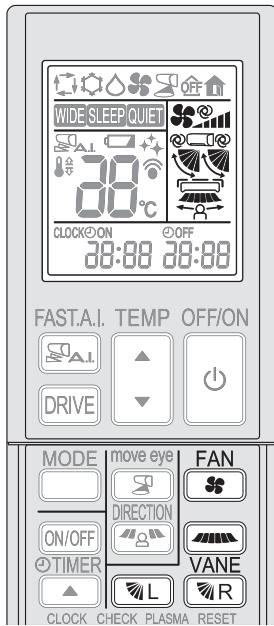 WIDE SLEEP QUIET
A.I.
88 °C
CLOCK ON OFF
88:88 88:88
FAST.A.I. TEMP OFF/ON
A.I.
DRIVE
MODE move eye FAN
DIRECTION
ON/OFF
TIMER VANE
L R
CLOCK CHECK PLASMA RESET